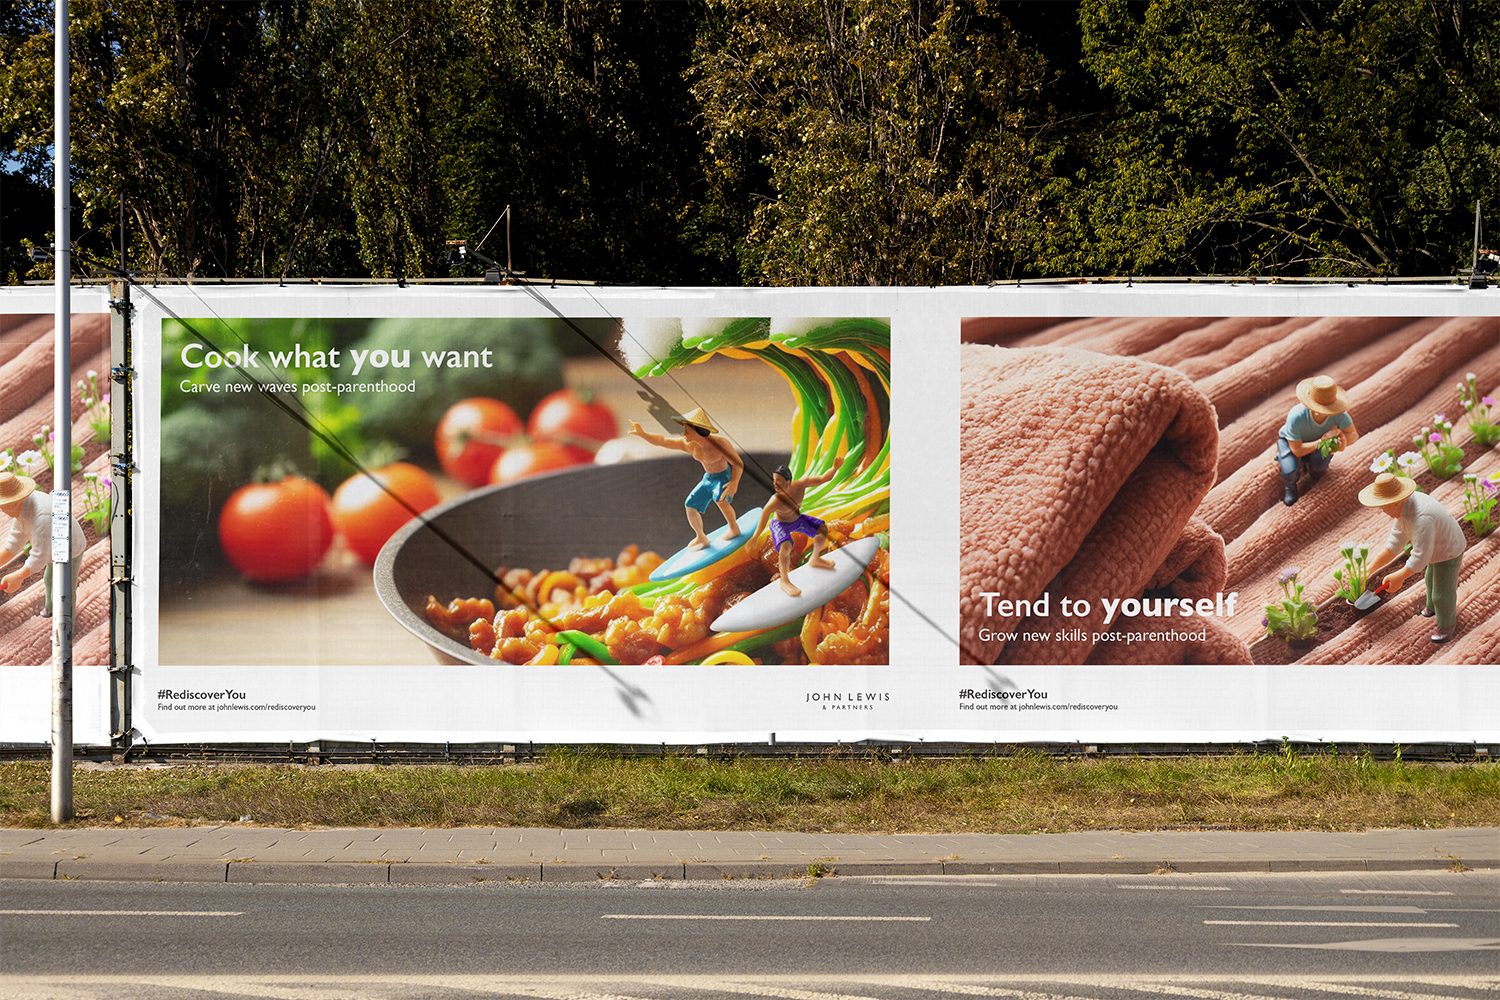 Cook what you want
Carve new waves post-parenthood
#RediscoverYou
Find out more at johnlewis.com/rediscoveryou
JOHN LEWIS
& PARTNERS
Tend to yourself
Grow new skills post-parenthood
#RediscoverYou
Find out more at johnlewis.com/rediscoveryou